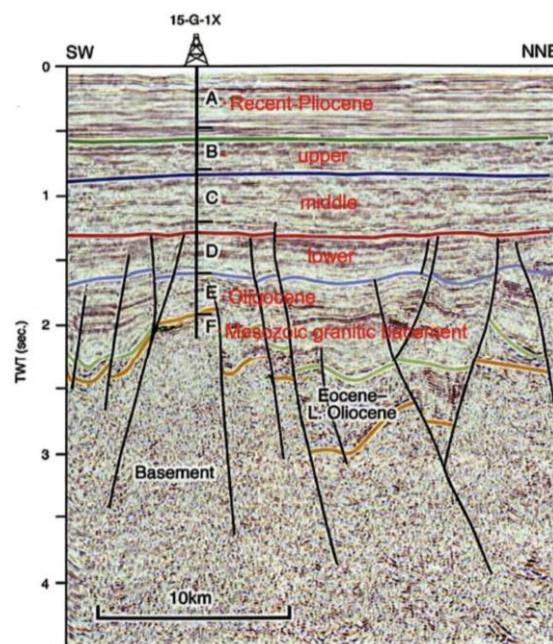 15-G-1X
SW
NNE
0
A
Recent-Pliocene
B
upper
1
C
middle
D
lower
E
Oligocene
2
F
Mesozoic granitic basement
TWT (sec.)
Eocene–
L. Oliocene
3
Basement
4
10km